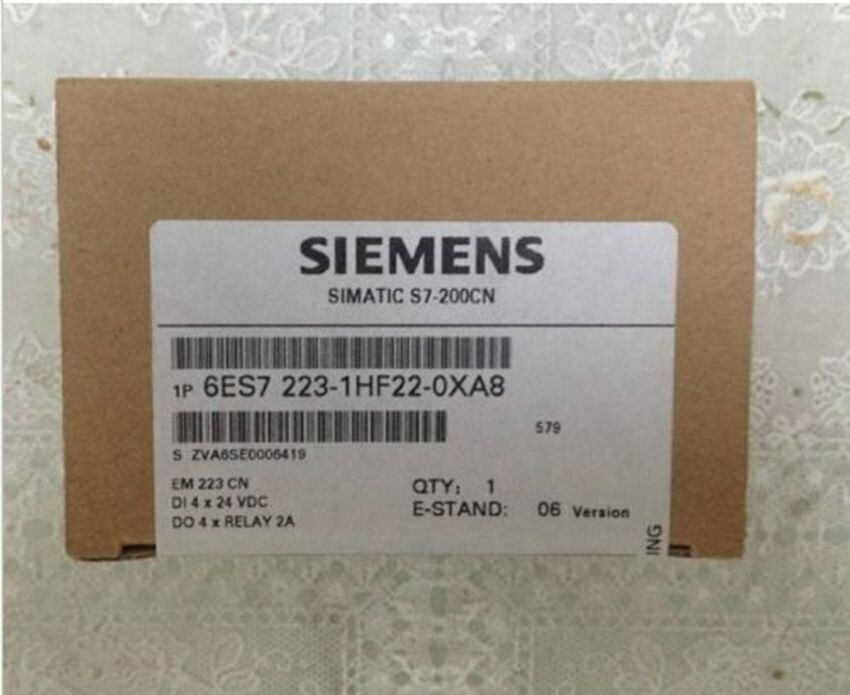 SIEMENS
SIMATIC S7-200CN
1P 6ES7 223-1HF22-0XA8
579
S ZVA6SE0006419
EM 223 CN
DI 4 x 24 VDC
DO 4 x RELAY 2A
QTY: 1
E-STAND: 06 Version
ING